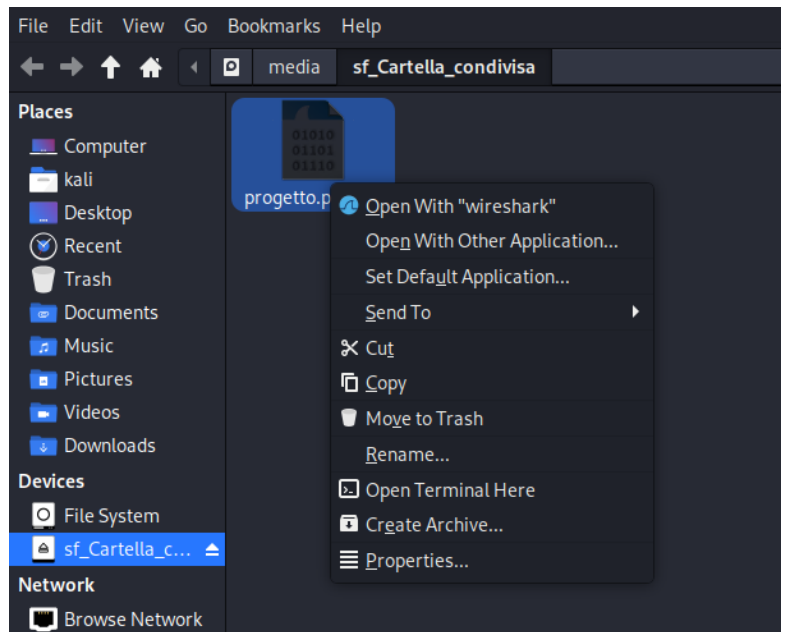 File Edit View Go Bookmarks Help
media sf_Cartella_condivisa
Places
Computer
kali
Desktop
Recent
Trash
Documents
Music
Pictures
Videos
Downloads
Devices
File System
sf_Cartella_c...
Network
Browse Network
01010
01101
01110
progetto.p
Open With "wireshark"
Open With Other Application...
Set Default Application...
Send To
Cut
Copy
Move to Trash
Rename...
Open Terminal Here
Create Archive...
Properties...